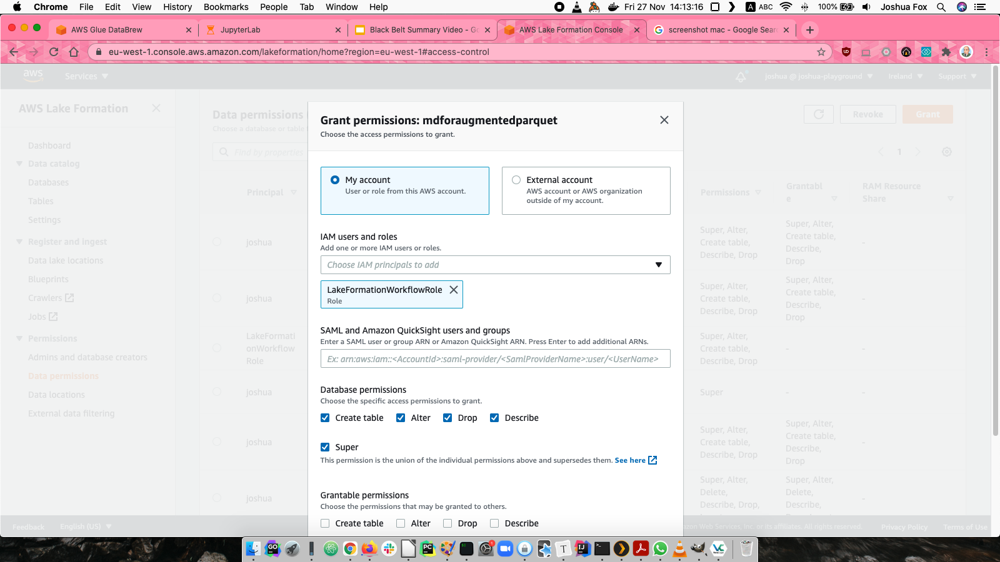 Chrome File Edit View History Bookmarks People Tab Window Help
Fri 27 Nov 14:13:16 A ABC 100% Joshua Fox
AWS Glue DataBrew
JupyterLab
Black Belt Summary Video - Go
AWS Lake Formation Console
screenshot mac - Google Sear
eu-west-1.console.aws.amazon.com/lakeformation/home?region=eu-west-1#access-control
aws Services joshua @ joshua-playground Ireland Support
AWS Lake Formation
Dashboard
Data catalog
Databases
Tables
Settings
Register and ingest
Data lake locations
Blueprints
Crawlers
Jobs
Permissions
Admins and database creators
Data permissions
Data locations
External data filtering
Data permissions
Choose a database or table
Revoke
Grant
Find by properties
1
Principal
Permissions
Grantabl
e
RAM Resource
Share
joshua
Super, Alter,
Create table,
Describe, Drop
Super, Alter,
Create table,
Describe,
Drop
-
joshua
Super, Alter,
Create table,
Describe, Drop
Super, Alter,
Create table,
Describe,
Drop
-
LakeFormati
onWorkflow
Role
Super, Alter,
Create table,
Describe, Drop
-
-
joshua
Super
-
-
joshua
Super, Alter,
Create table,
Describe, Drop
Super, Alter,
Create table,
Describe,
Drop
-
joshua
Super, Alter,
Delete,
Describe, Drop,
Super, Alter,
Delete,
Describe,
Drop,
-
Grant permissions: mdforaugmentedparquet
Choose the access permissions to grant.
My account
User or role from this AWS account.
External account
AWS account or AWS organization
outside of my account.
IAM users and roles
Add one or more IAM users or roles.
Choose IAM principals to add
LakeFormationWorkflowRole
Role
SAML and Amazon QuickSight users and groups
Enter a SAML user or group ARN or Amazon QuickSight ARN. Press Enter to add additional ARNs.
Ex: arn:aws:iam::<AccountId>:saml-provider/<SamlProviderName>:user/<UserName>
Database permissions
Choose the specific access permissions to grant.
Create table Alter Drop Describe
Super
This permission is the union of the individual permissions above and supersedes them. See here
Grantable permissions
Choose the permissions that may be granted to others.
Create table Alter Drop Describe
Feedback English (US)
zon Web Services, Inc. or its affiliates. All rights reserved. Privacy Policy Terms of Use
GO PC T IJ VC